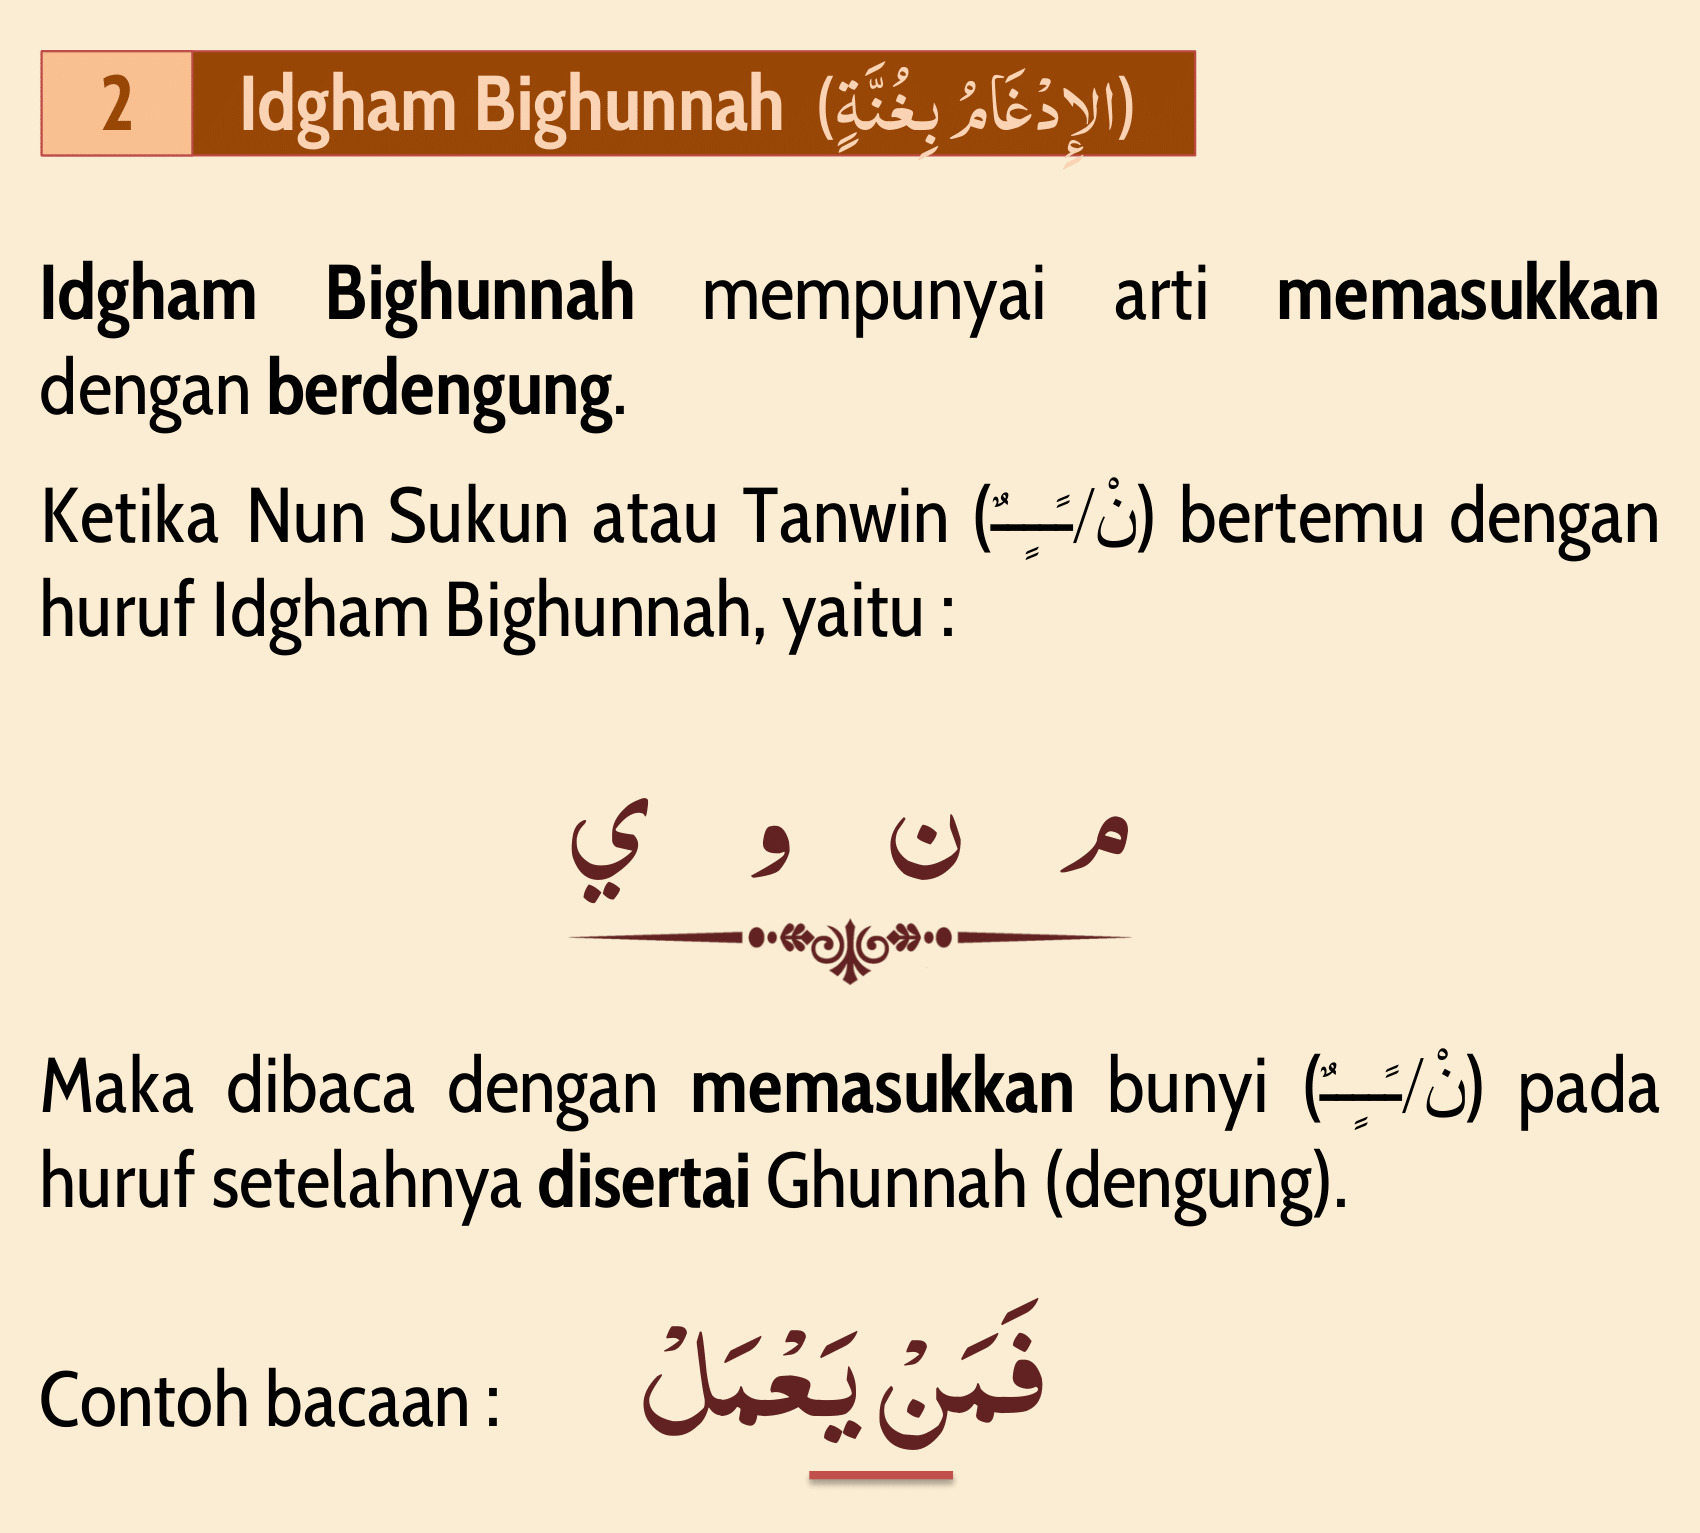 2 Idgham Bighunnah (الإِدْغَامُ بِغُنَّةٍ)
Idgham Bighunnah mempunyai arti memasukkan
dengan berdengung.
Ketika Nun Sukun atau Tanwin (نْ/ـًـٍـٌ) bertemu dengan
huruf Idgham Bighunnah, yaitu :
م ن و ي
Maka dibaca dengan memasukkan bunyi (نْ/ـًـٍـٌ) pada
huruf setelahnya disertai Ghunnah (dengung).
Contoh bacaan : فَمَنْ يَعْمَلْ